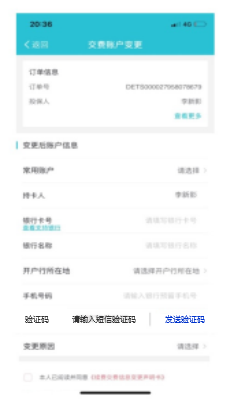 20:36 4G
返回 交费账户变更
订单信息
订单号
投保人 李新影
查看更多
变更后账户信息
常用账户 请选择
持卡人 李新影
银行卡号 请填写银行卡号
查看支持银行
银行名称 请填写银行名称
开户行所在地 请选择开户行所在地
手机号码 请输入银行预留手机号
验证码 请输入短信验证码 发送验证码
变更原因 请选择
本人已阅读并同意